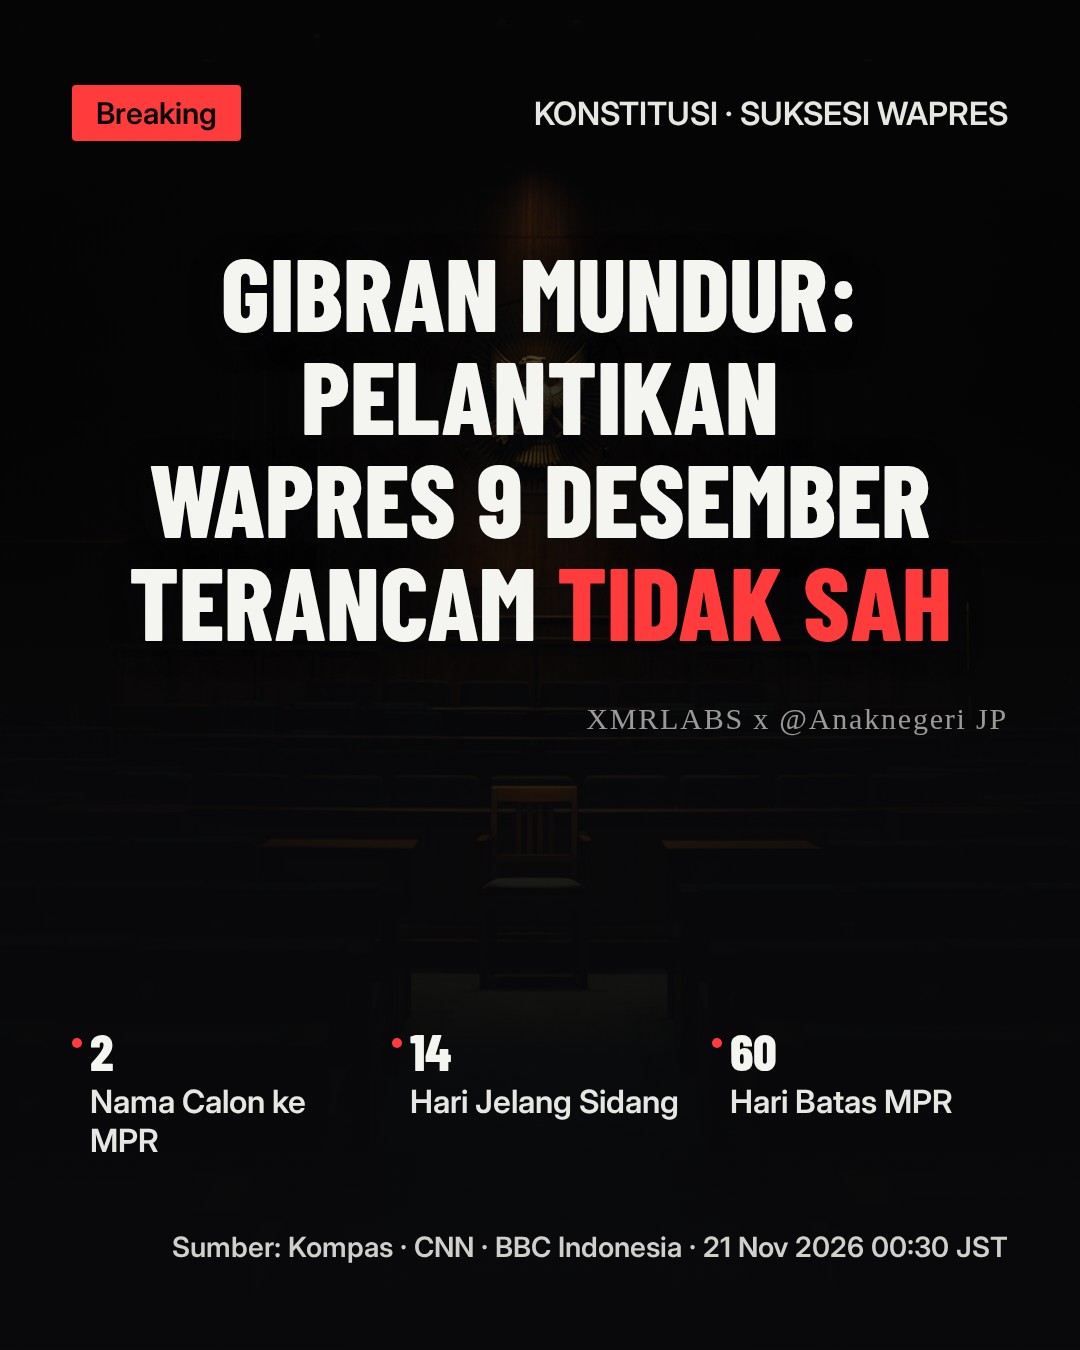 Breaking
KONSTITUSI · SUKSESI WAPRES
GIBRAN MUNDUR:
PELANTIKAN
WAPRES 9 DESEMBER
TERANCAM TIDAK SAH
XMRLABS x @Anaknegeri JP
2
Nama Calon ke
MPR
14
Hari Jelang Sidang
60
Hari Batas MPR
Sumber: Kompas · CNN · BBC Indonesia · 21 Nov 2026 00:30 JST